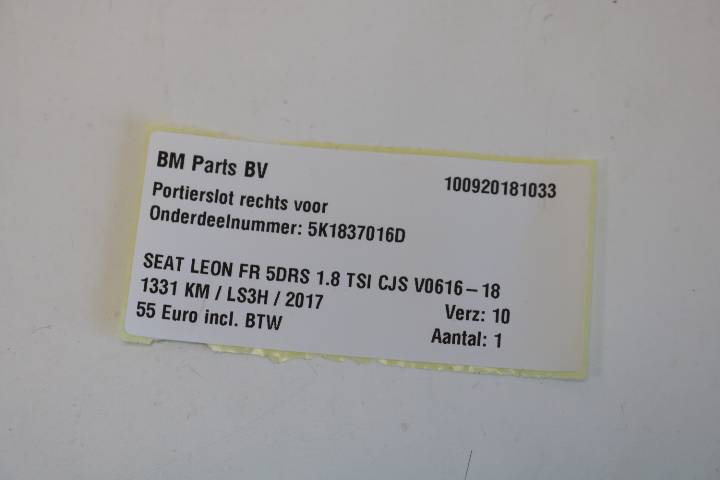 BM Parts BV 100920181033
Portierslot rechts voor
Onderdeelnummer: 5K1837016D
SEAT LEON FR 5DRS 1.8 TSI CJS V0616-18
1331 KM / LS3H / 2017 Verz: 10
55 Euro incl. BTW Aantal: 1